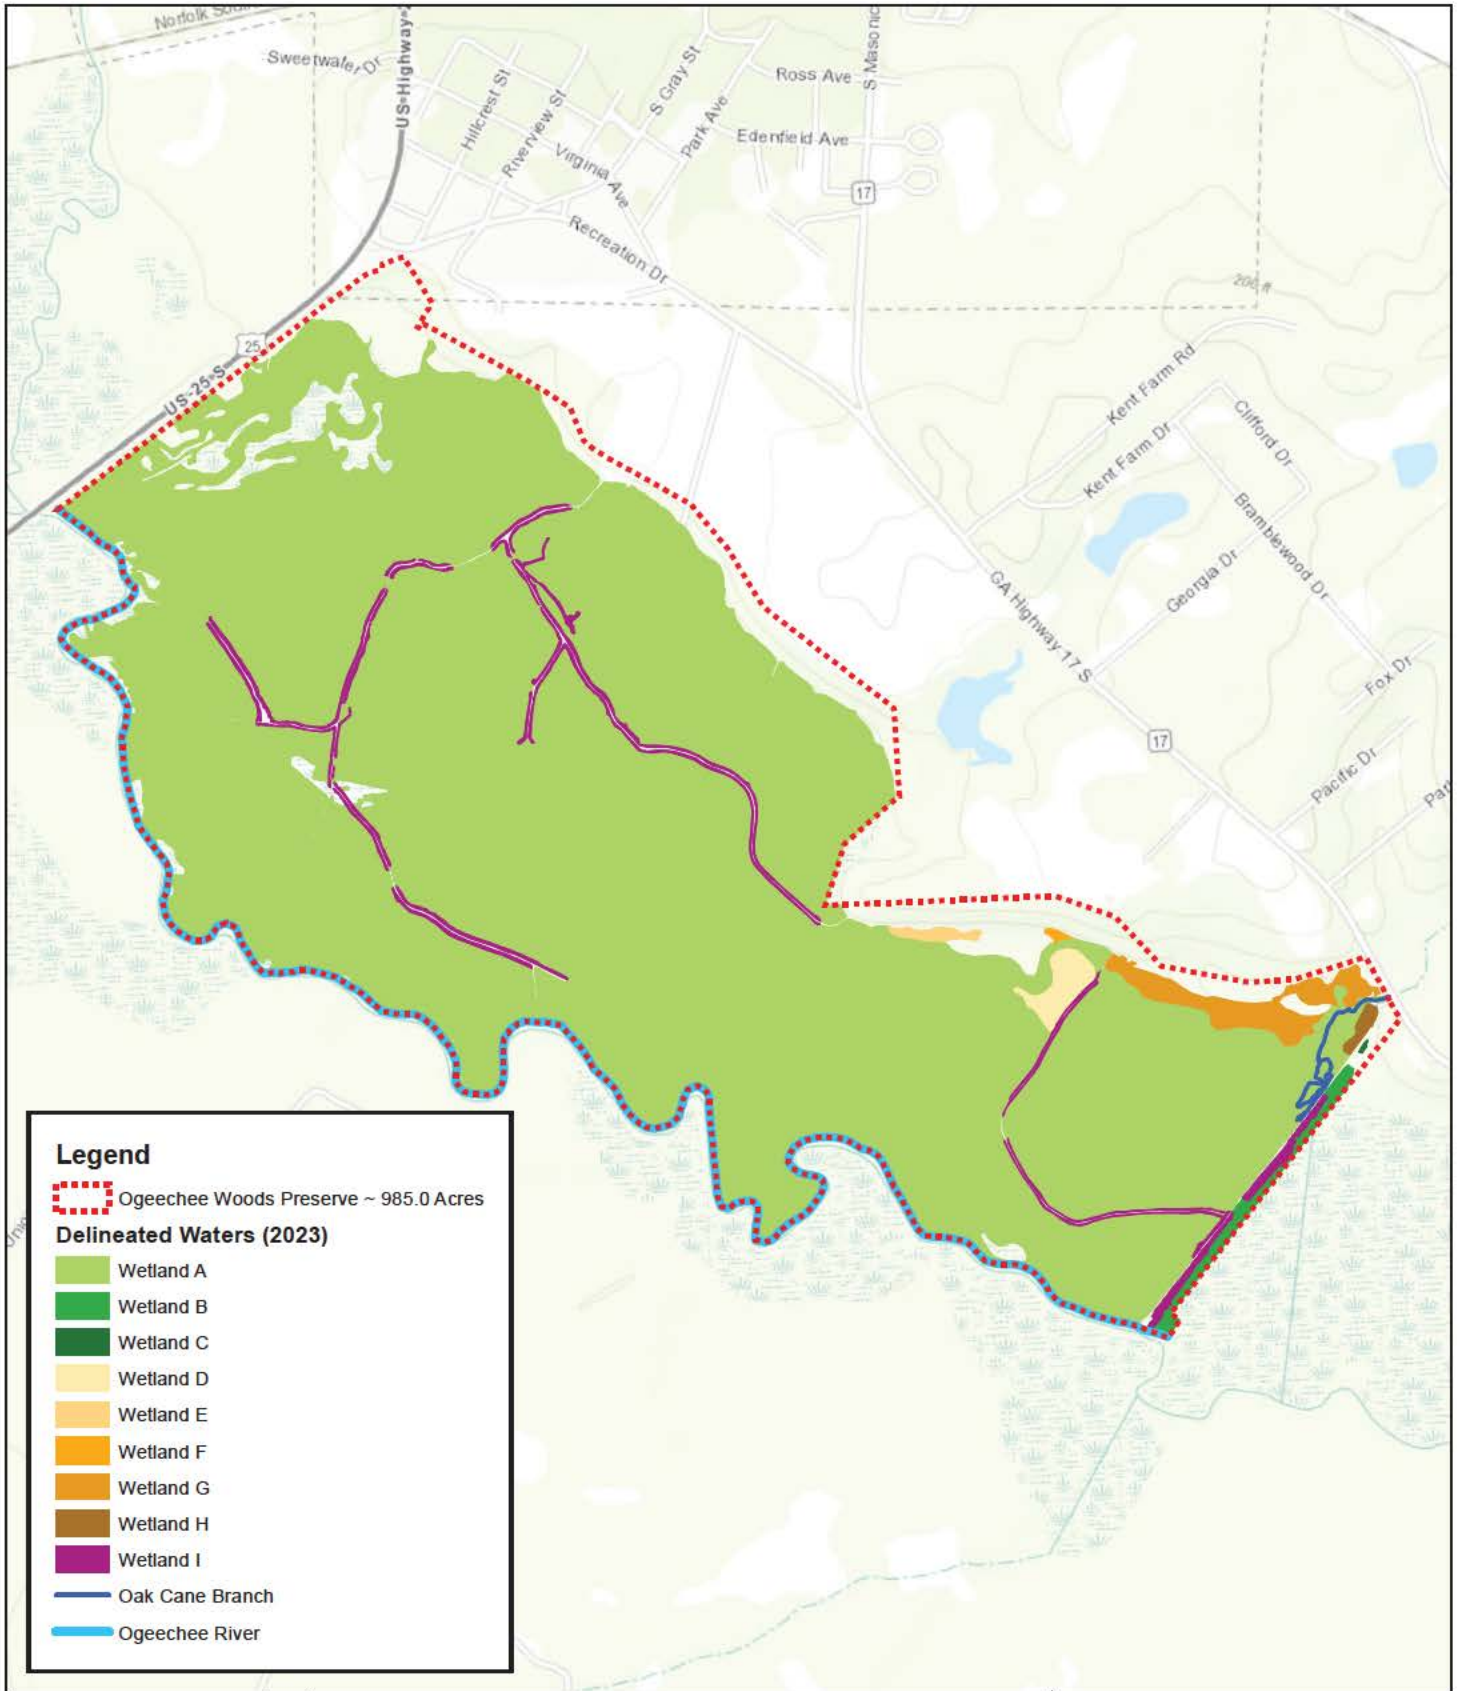 Norfolk Sou
Sweetwater Dr
US Highway
Hillcrest St
Riverview St
S Gray St
Park Ave
Virginia Ave
Ross Ave
Edenfield Ave
S Masonic
17
Recreation Dr
200 ft
25
US-25-S
Kent Farm Rd
Kent Farm Dr
Clifford Dr
Bramblewood Dr
Georgia Dr
GA Highway 17 S
Fox Dr
17
Pacific Dr
Legend
Ogeechee Woods Preserve ~ 985.0 Acres
Delineated Waters (2023)
Wetland A
Wetland B
Wetland C
Wetland D
Wetland E
Wetland F
Wetland G
Wetland H
Wetland I
Oak Cane Branch
Ogeechee River